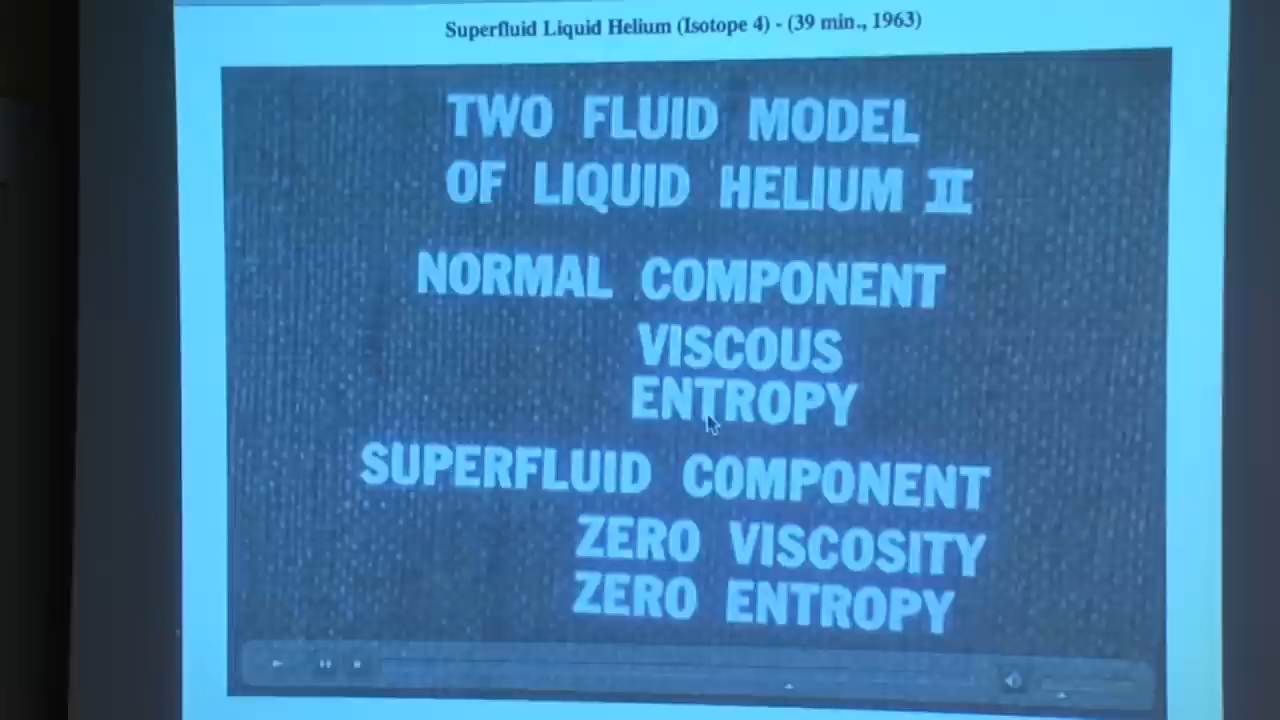 Superfluid Liquid Helium (Isotope 4) - (39 min., 1963)
TWO FLUID MODEL
OF LIQUID HELIUM II
NORMAL COMPONENT
VISCOUS
ENTROPY
SUPERFLUID COMPONENT
ZERO VISCOSITY
ZERO ENTROPY